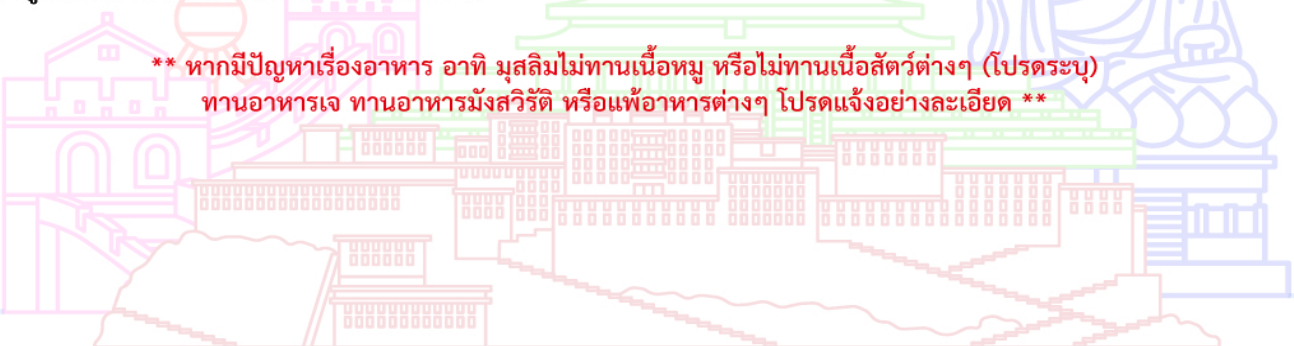 ** หากมีปัญหาเรื่องอาหาร อาทิ มุสลิมไม่ทานเนื้อหมู หรือไม่ทานเนื้อสัตว์ต่างๆ (โปรดระบุ)
ทานอาหารเจ ทานอาหารมังสวิรัติ หรือแพ้อาหารต่างๆ โปรดแจ้งอย่างละเอียด **